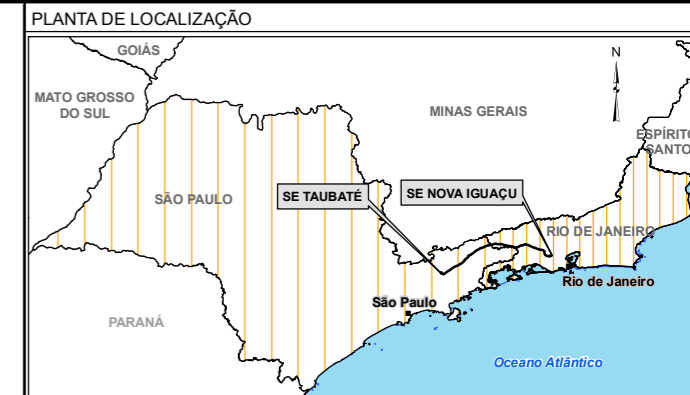 PLANTA DE LOCALIZAÇÃO
GOIÁS
N
MATO GROSSO
DO SUL
MINAS GERAIS
ESPÍRITO
SANTO
SE TAUBATÉ
SE NOVA IGUAÇU
SÃO PAULO
RIO DE JANEIRO
Rio de Janeiro
São Paulo
PARANÁ
Oceano Atlântico